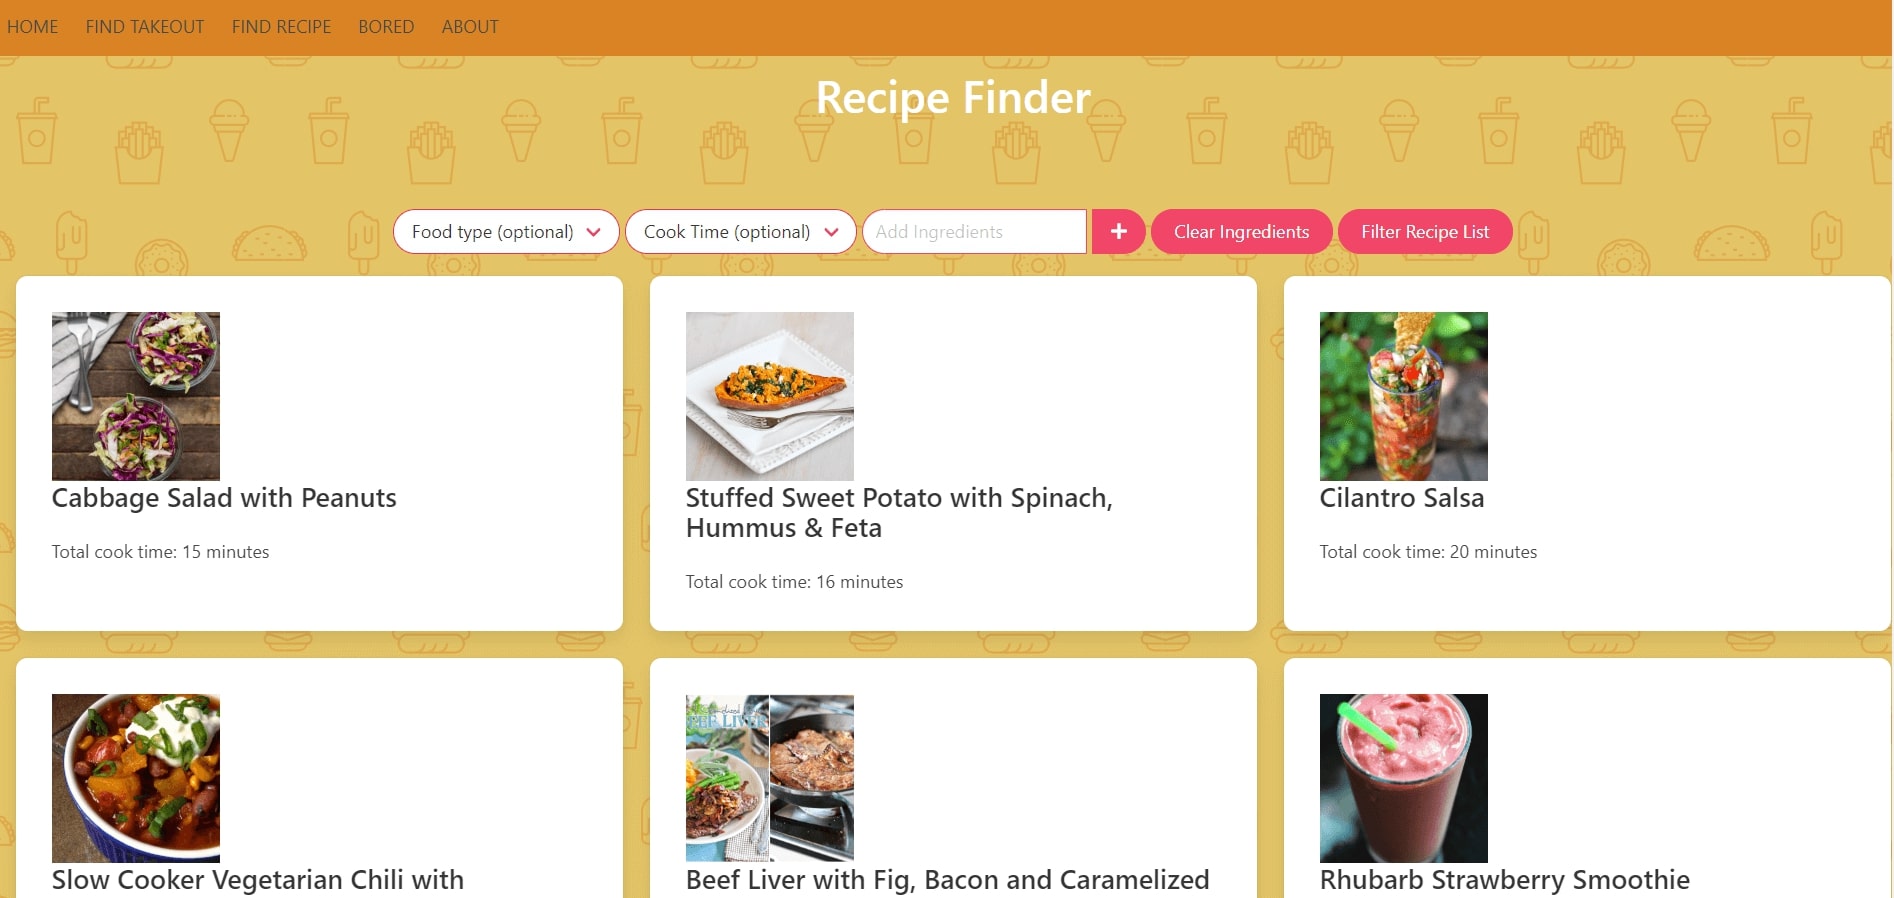 HOME FIND TAKEOUT FIND RECIPE BORED ABOUT
Recipe Finder
Food type (optional) Cook Time (optional) Add Ingredients + Clear Ingredients Filter Recipe List
Cabbage Salad with Peanuts
Total cook time: 15 minutes
Stuffed Sweet Potato with Spinach,
Hummus & Feta
Total cook time: 16 minutes
Cilantro Salsa
Total cook time: 20 minutes
Slow Cooker Vegetarian Chili with
LIVER
Beef Liver with Fig, Bacon and Caramelized
Rhubarb Strawberry Smoothie